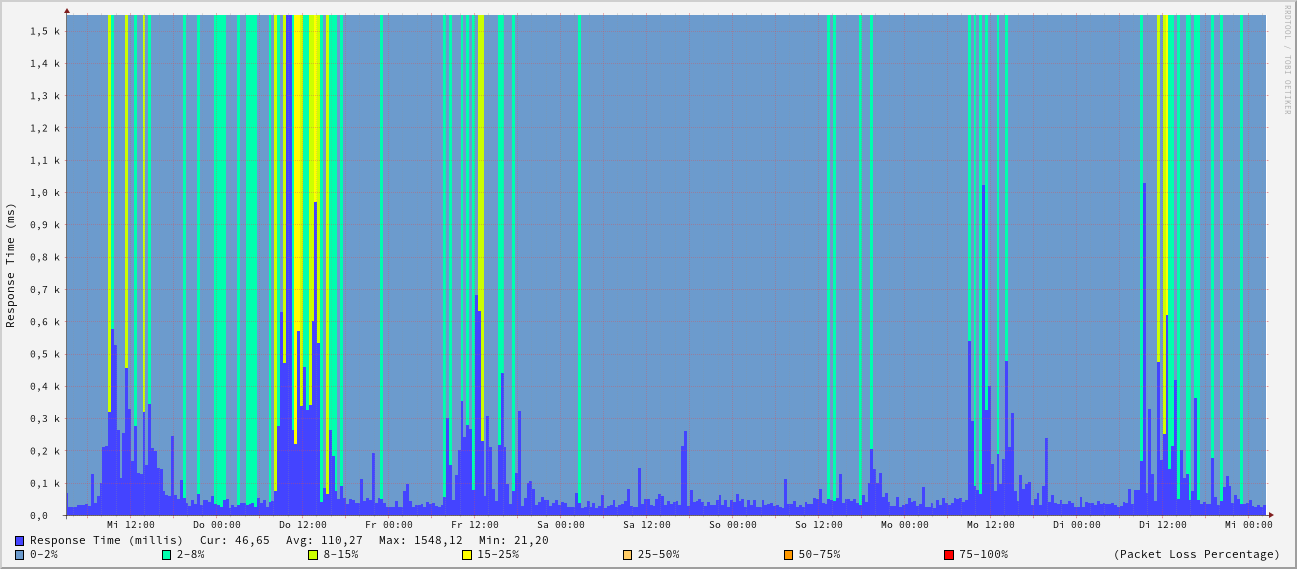 RRDTOOL / TOBI OETIKER
Response Time (ms)
1,5 k
1,4 k
1,3 k
1,2 k
1,1 k
1,0 k
0,9 k
0,8 k
0,7 k
0,6 k
0,5 k
0,4 k
0,3 k
0,2 k
0,1 k
0,0
Mi 12:00 Do 00:00 Do 12:00 Fr 00:00 Fr 12:00 Sa 00:00 Sa 12:00 So 00:00 So 12:00 Mo 00:00 Mo 12:00 Di 00:00 Di 12:00 Mi 00:00
Response Time (millis) Cur: 46,65 Avg: 110,27 Max: 1548,12 Min: 21,20
0-2% 2-8% 8-15% 15-25% 25-50% 50-75% 75-100% (Packet Loss Percentage)